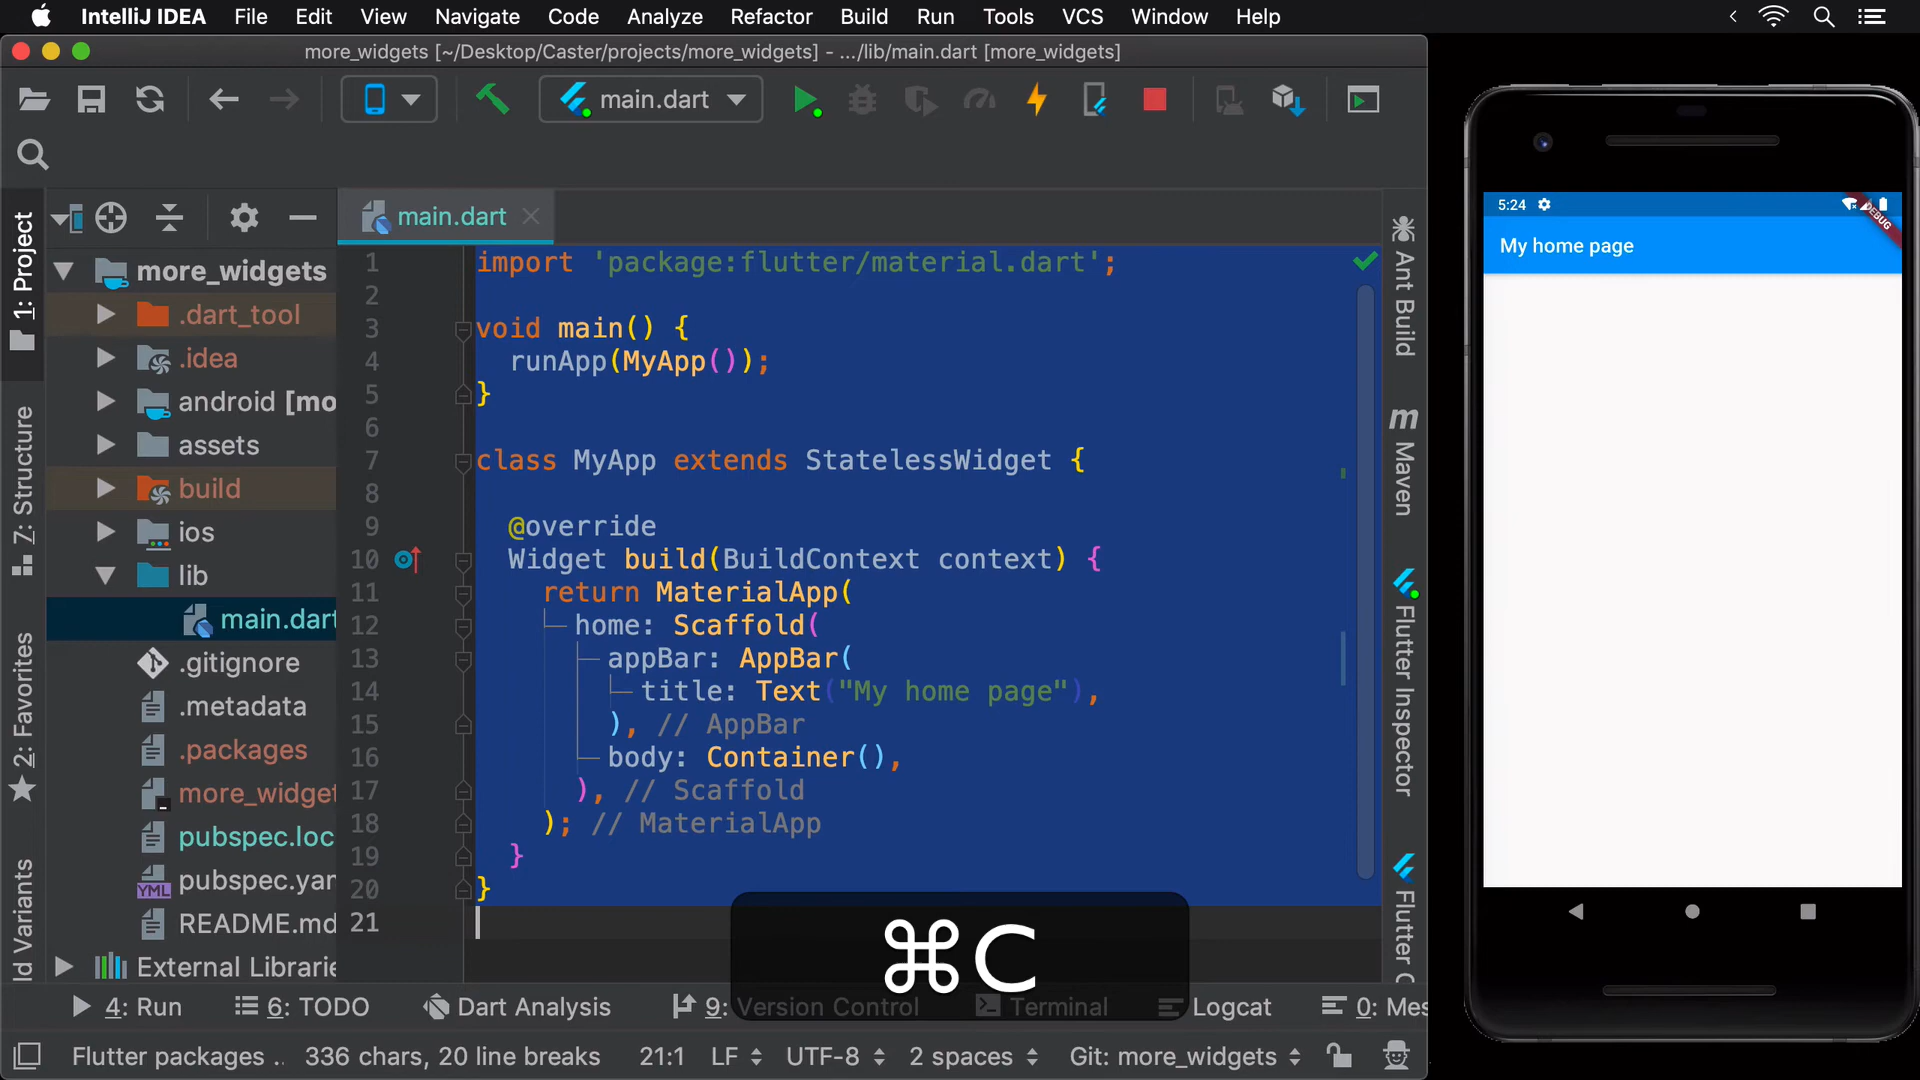 IntelliJ IDEA File Edit View Navigate Code Analyze Refactor Build Run Tools VCS Window Help
more_widgets [~/Desktop/Caster/projects/more_widgets] - .../lib/main.dart [more_widgets]
main.dart
1: Project
7: Structure
2: Favorites
ld Variants
more_widgets
.dart_tool
.idea
android [mo
assets
build
ios
lib
main.dart
.gitignore
.metadata
.packages
more_widget
pubspec.loc
YML pubspec.yam
README.md
External Librarie
main.dart
1 import 'package:flutter/material.dart';
2
3 void main() {
4 runApp(MyApp());
5 }
6
7 class MyApp extends StatelessWidget {
8
9 @override
10 Widget build(BuildContext context) {
11 return MaterialApp(
12 home: Scaffold(
13 appBar: AppBar(
14 title: Text("My home page"),
15 ), // AppBar
16 body: Container(),
17 ), // Scaffold
18 ); // MaterialApp
19 }
20 }
21
⌘C
Ant Build
m Maven
Flutter Inspector
Flutter O
4: Run 6: TODO Dart Analysis 9: Version Control Terminal Logcat 0: Mes
Flutter packages .. 336 chars, 20 line breaks 21:1 LF UTF-8 2 spaces Git: more_widgets
5:24
DEBUG
My home page